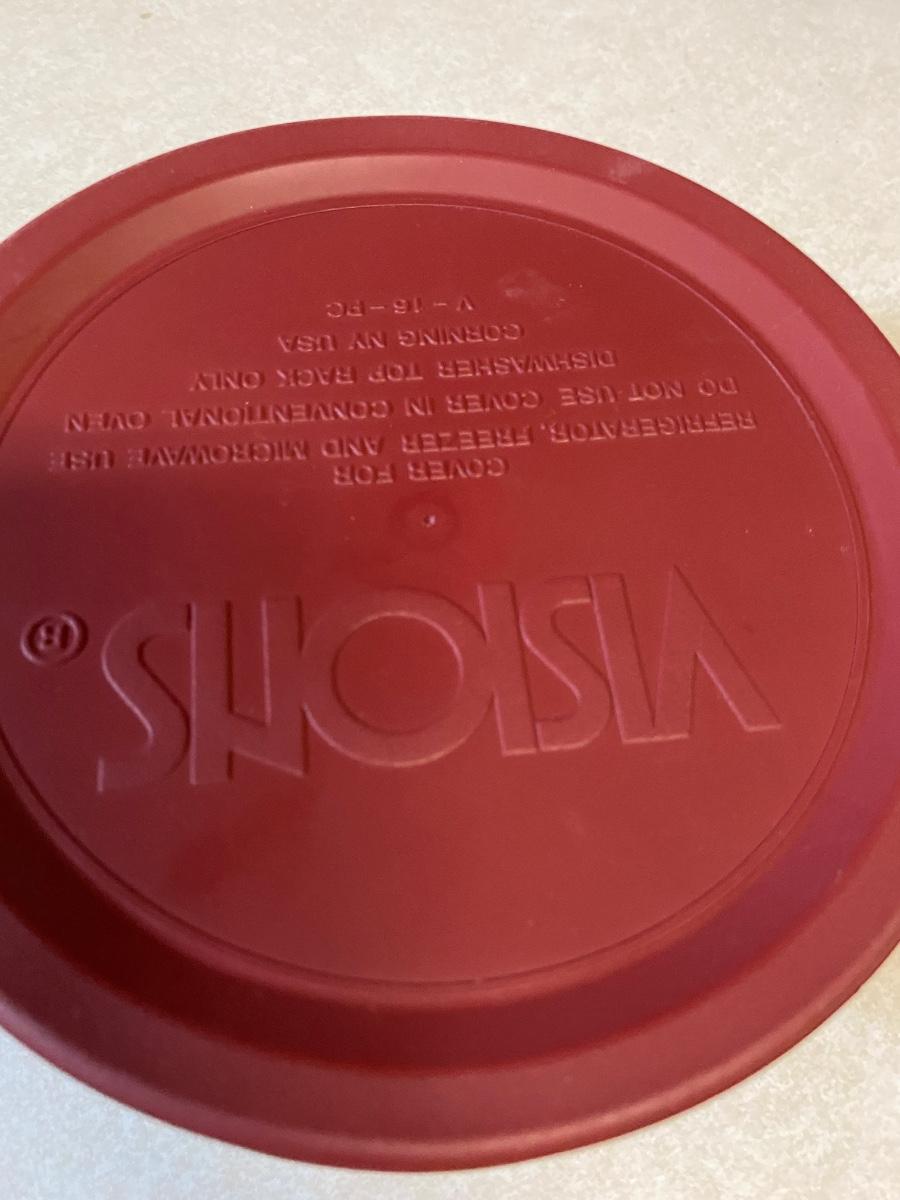 VISIONS®
COVER FOR
REFRIGERATOR, FREEZER AND MICROWAVE USE
DO NOT USE COVER IN CONVENTIONAL OVEN
DISHWASHER TOP RACK ONLY
CORNING NY USA
V-16-PC